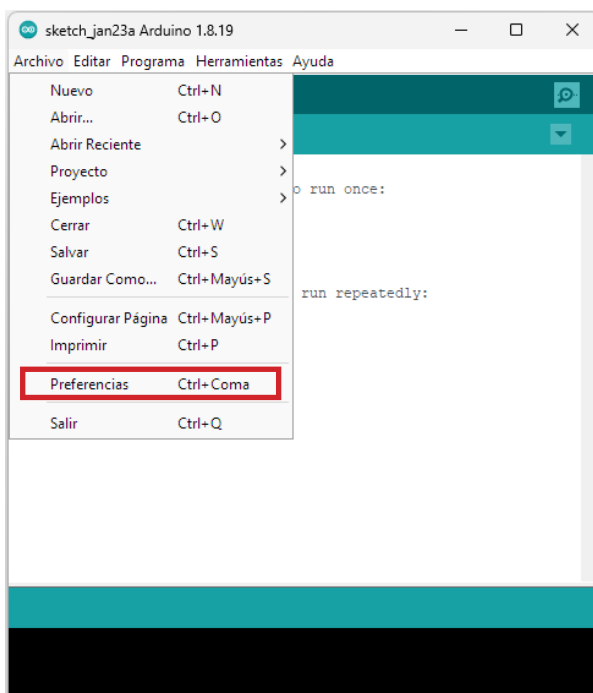 sketch_jan23a Arduino 1.8.19
Archivo Editar Programa Herramientas Ayuda
Nuevo Ctrl+N
Abrir... Ctrl+O
Abrir Reciente
Proyecto
Ejemplos
o run once:
Cerrar Ctrl+W
Salvar Ctrl+S
Guardar Como... Ctrl+Mayús+S
run repeatedly:
Configurar Página Ctrl+Mayús+P
Imprimir Ctrl+P
Preferencias Ctrl+Coma
Salir Ctrl+Q